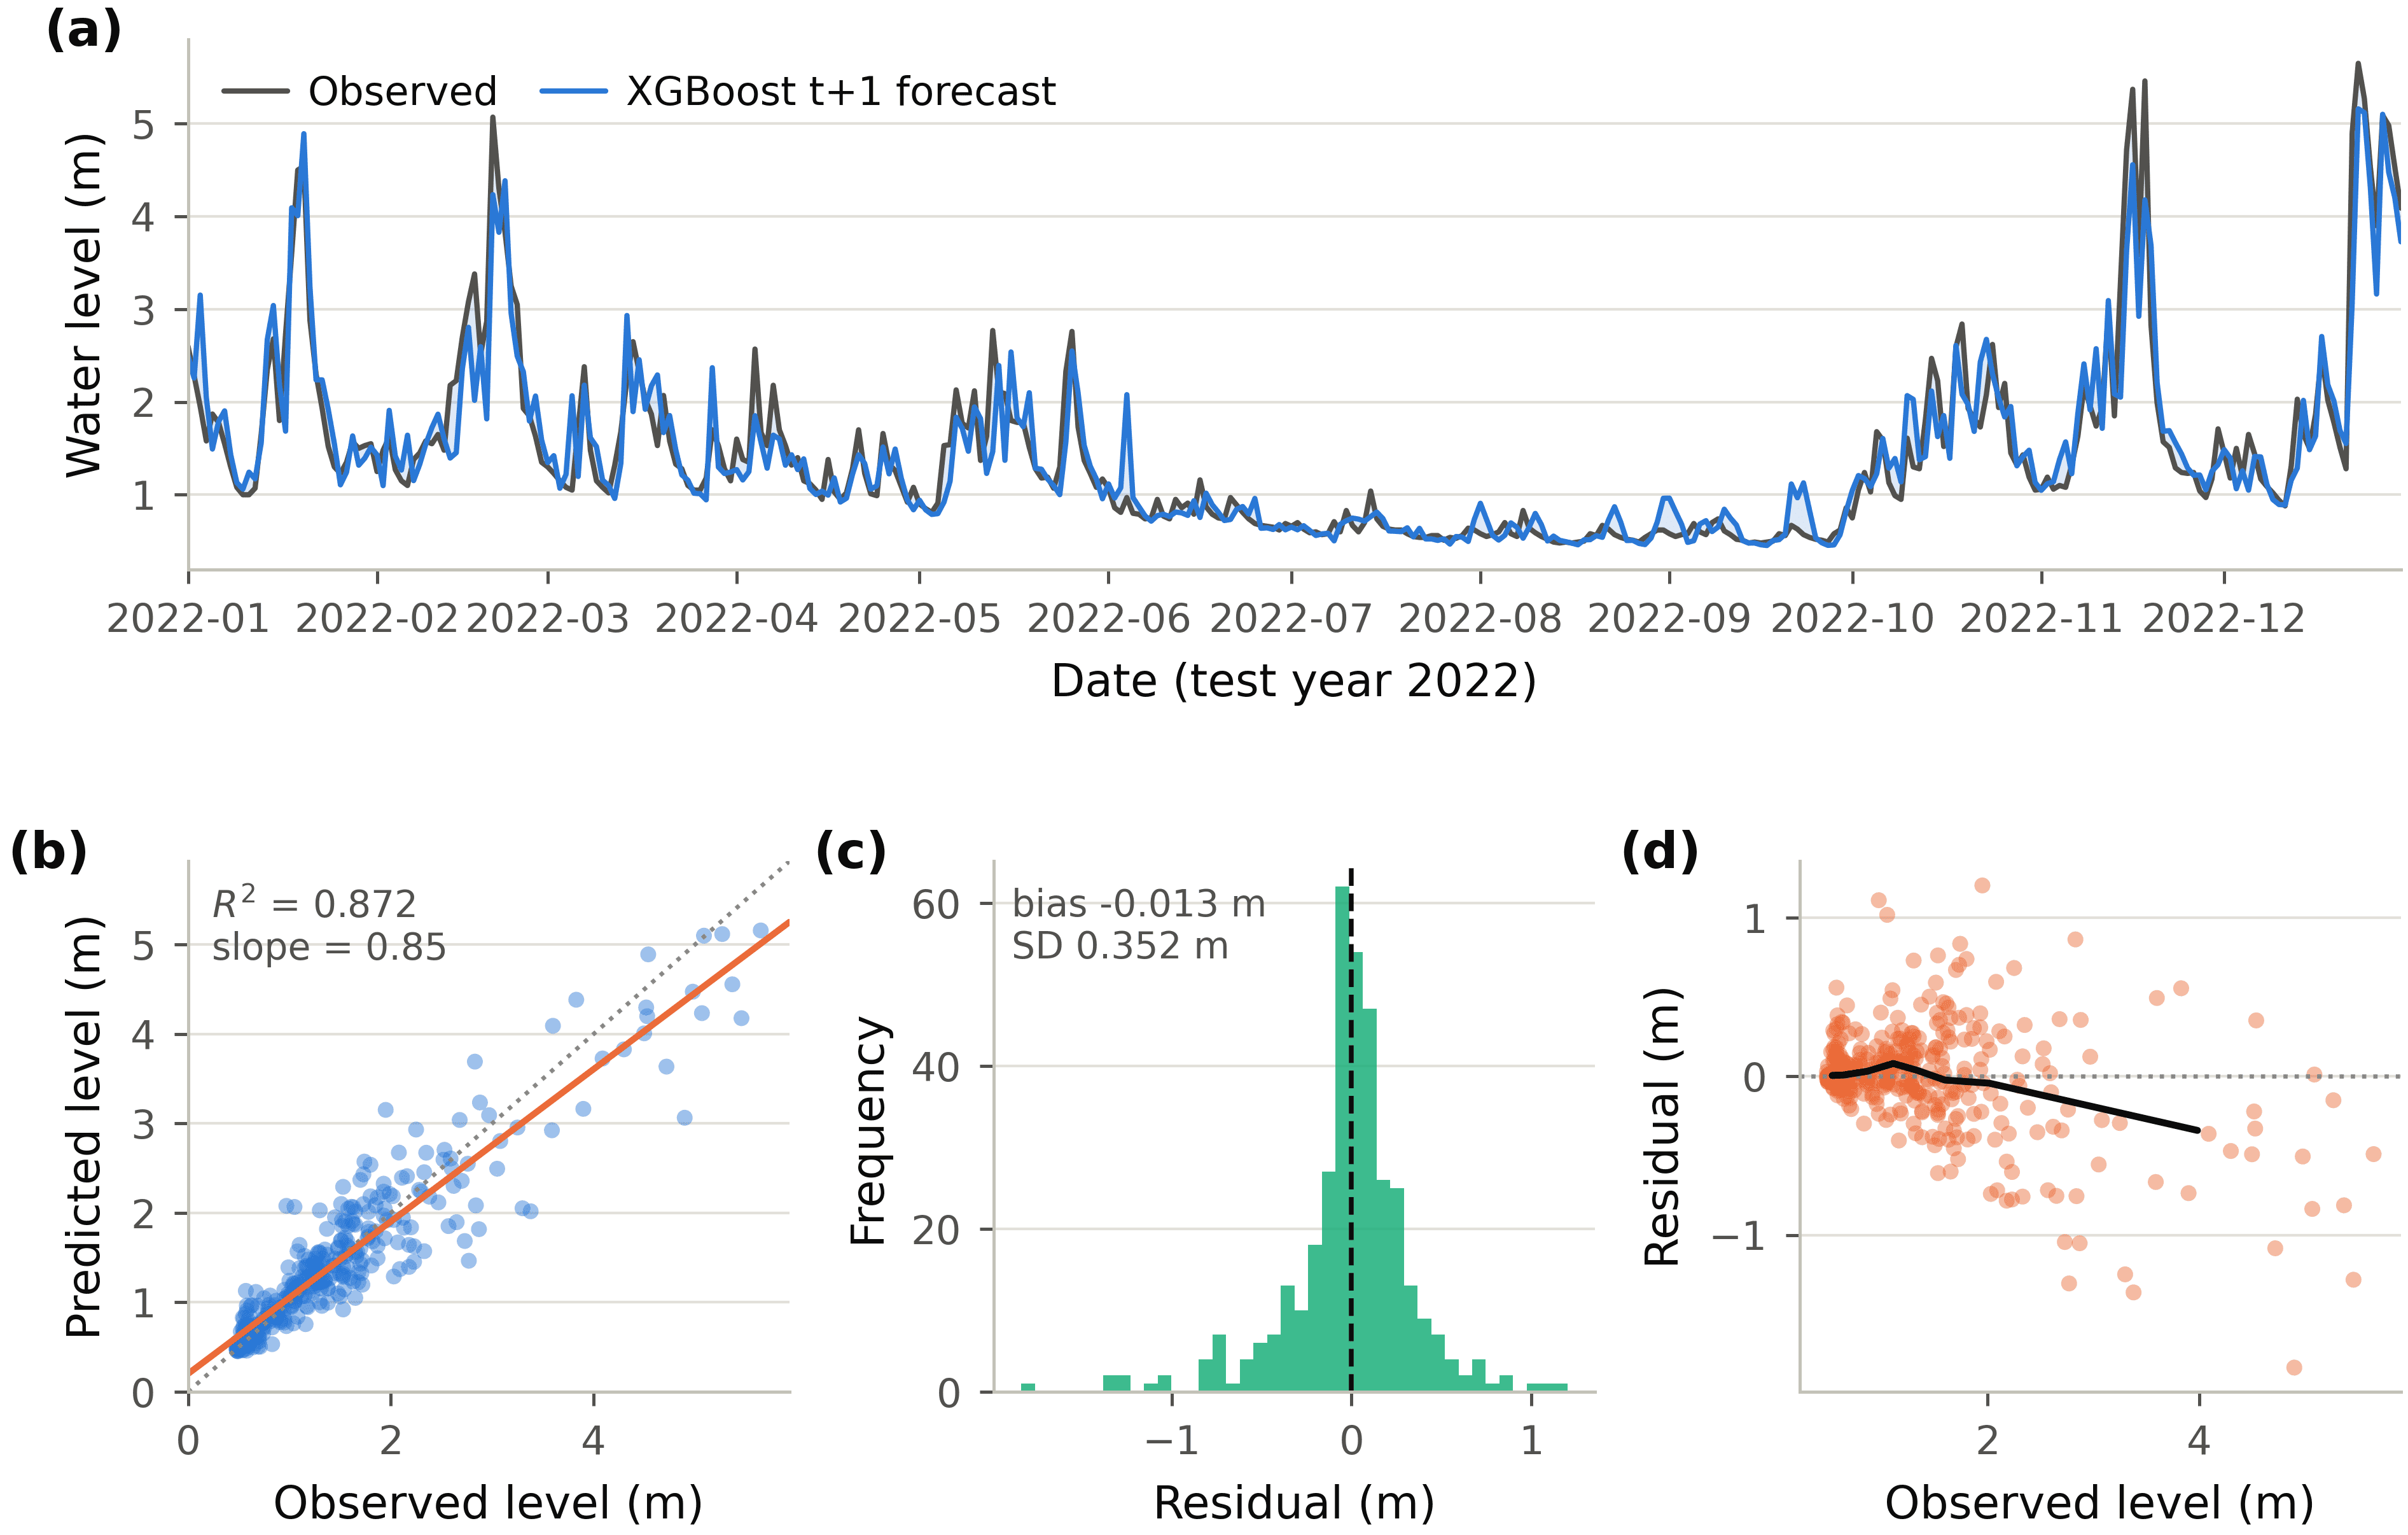 (a)
Observed
XGBoost t+1 forecast
Water level (m)
5
4
3
2
1
2022-01 2022-02 2022-03 2022-04 2022-05 2022-06 2022-07 2022-08 2022-09 2022-10 2022-11 2022-12
Date (test year 2022)
(b)
R² = 0.872
slope = 0.85
Predicted level (m)
5
4
3
2
1
0
0 2 4
Observed level (m)
(c)
bias -0.013 m
SD 0.352 m
Frequency
60
40
20
0
−1 0 1
Residual (m)
(d)
Residual (m)
1
0
−1
2 4
Observed level (m)